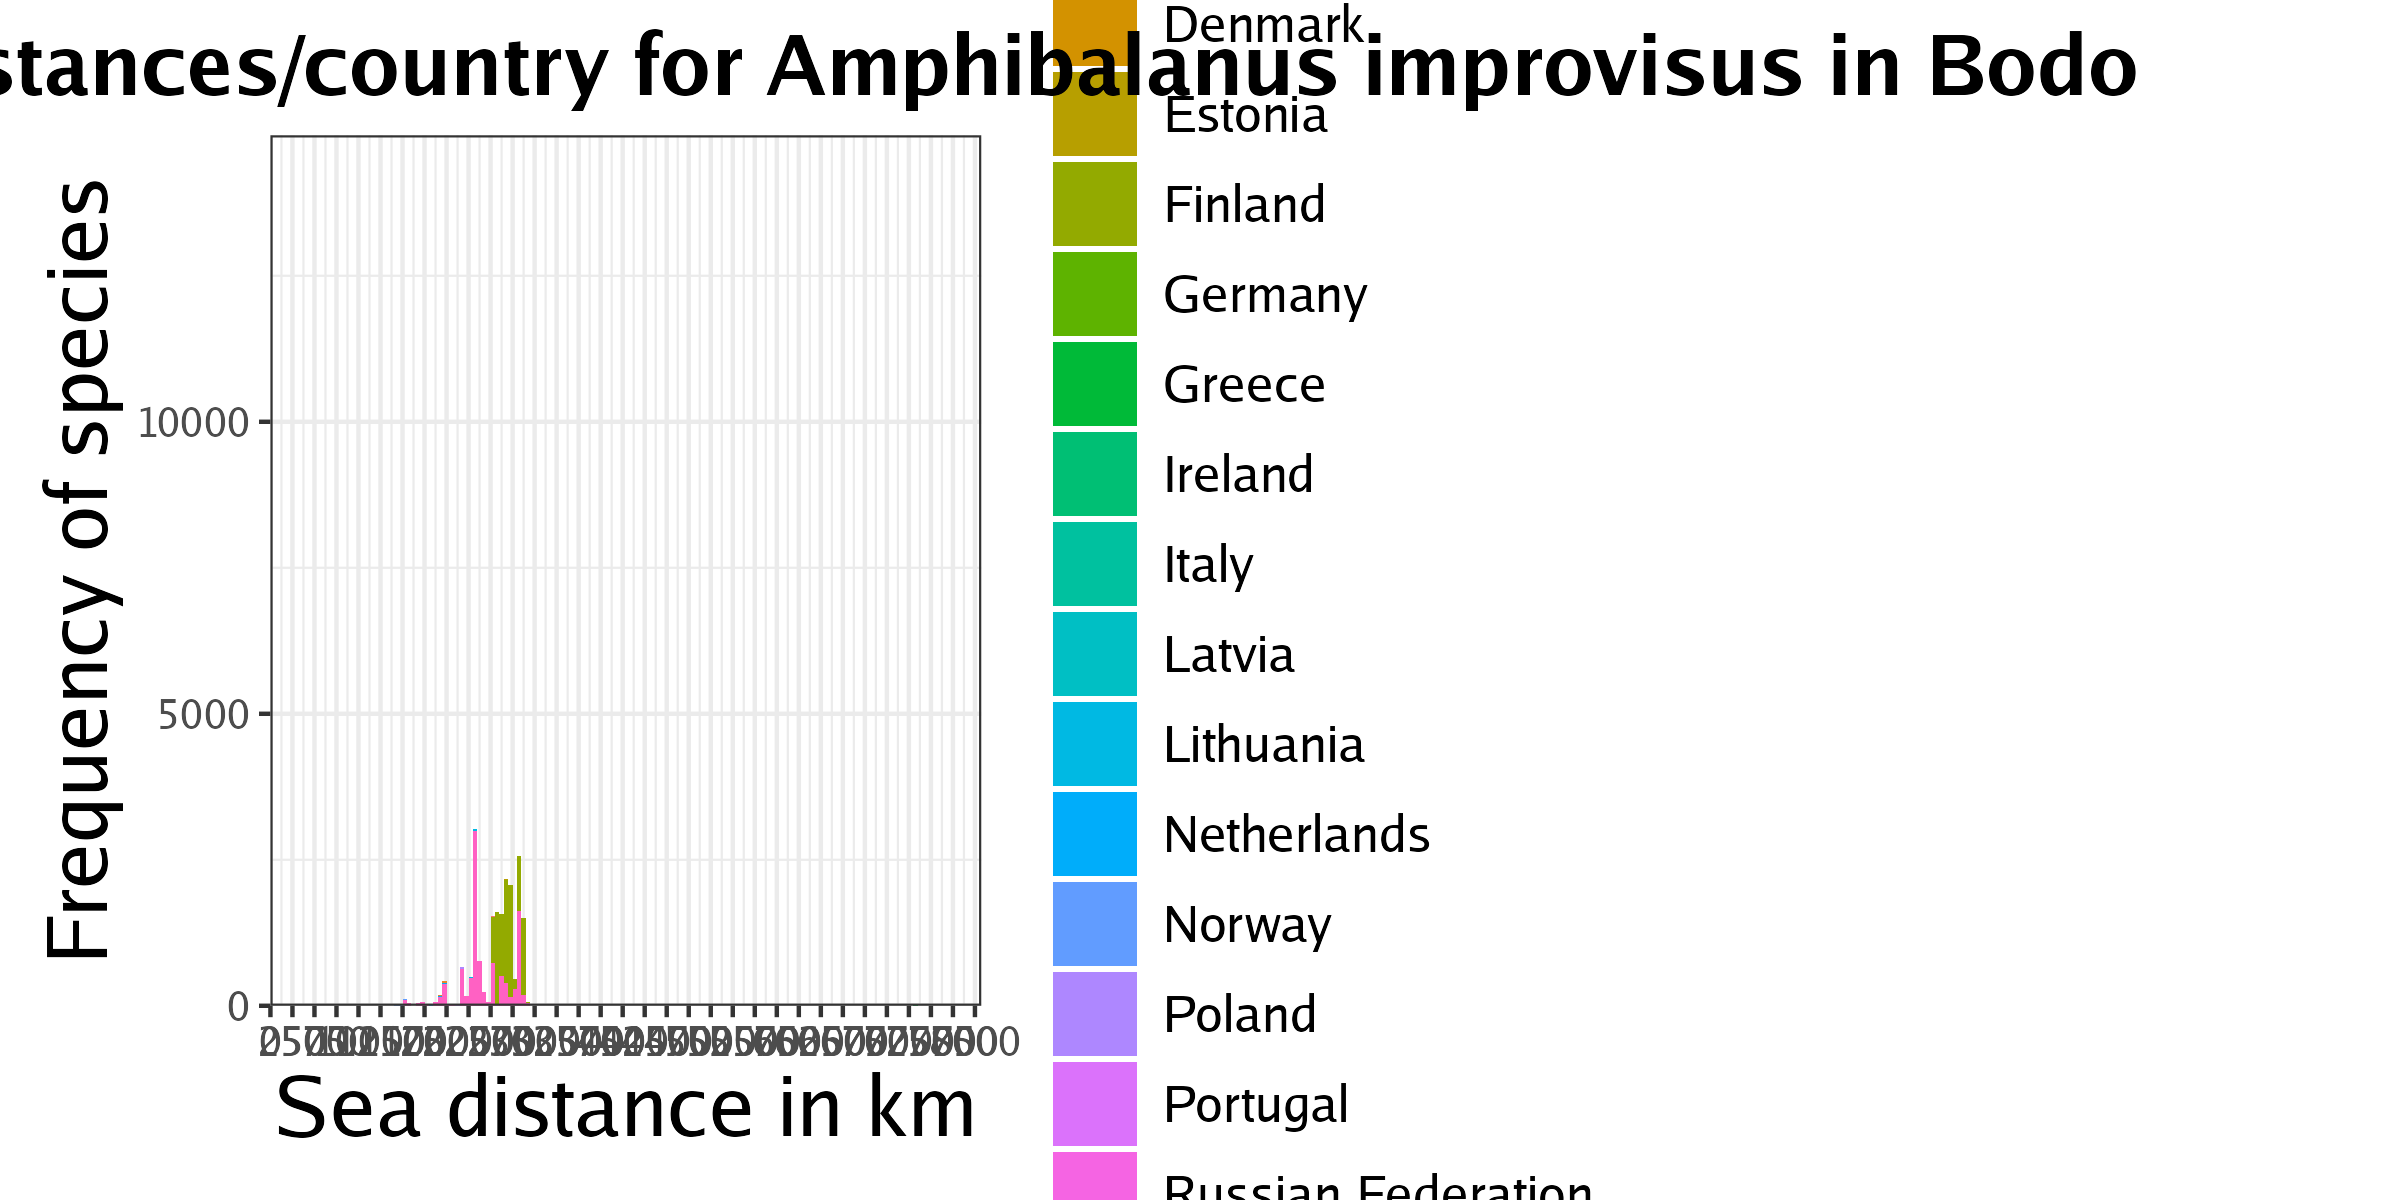 stances/country for Amphibalanus improvisus in Bodo
Denmark
Estonia
Finland
Germany
Greece
Ireland
Italy
Latvia
Lithuania
Netherlands
Norway
Poland
Portugal
Russian Federation
Frequency of species
10000
5000
0
Sea distance in km